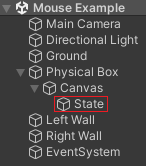 Mouse Example
Main Camera
Directional Light
Ground
Physical Box
Canvas
State
Left Wall
Right Wall
EventSystem